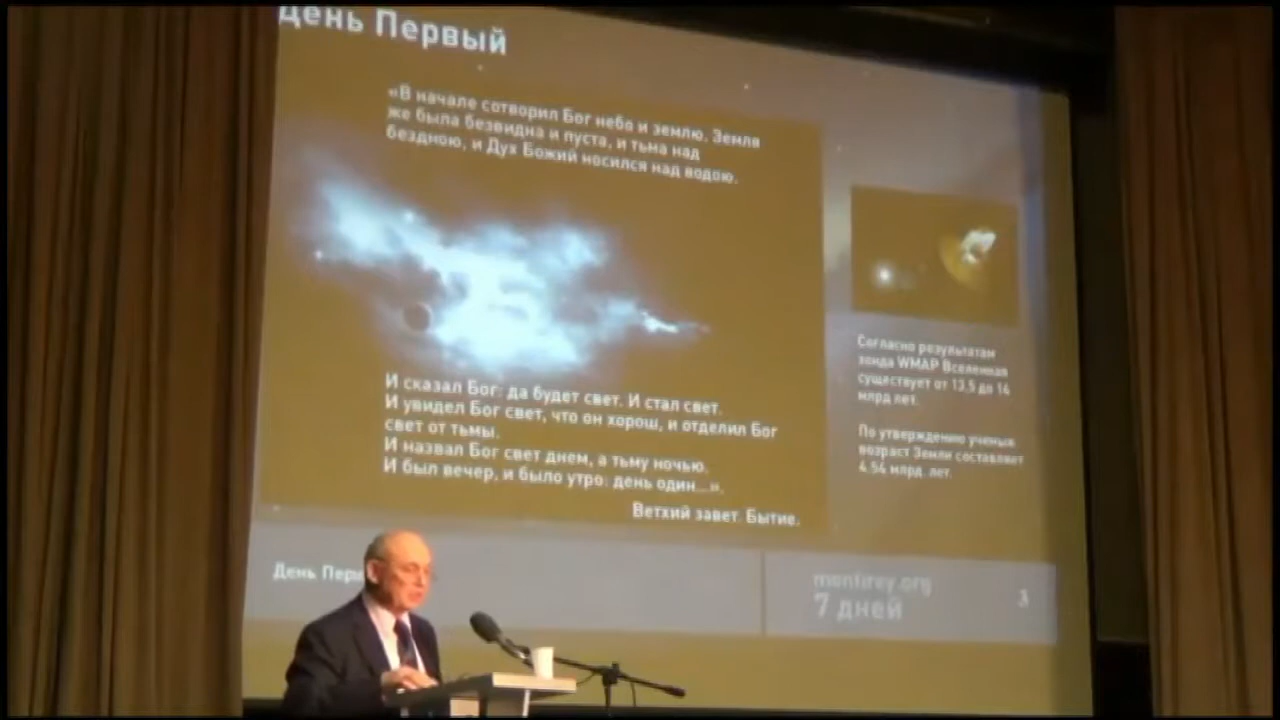 День Первый
«В начале сотворил Бог небо и землю. Земля
же была безвидна и пуста, и тьма над
бездною, и Дух Божий носился над водою.
И сказал Бог: да будет свет. И стал свет.
И увидел Бог свет, что он хорош, и отделил Бог
свет от тьмы.
И назвал Бог свет днем, а тьму ночью.
И был вечер, и было утро: день один...».
Ветхий завет. Бытие.
Согласно результатам
зонда WMAP Вселенная
существует от 13,5 до 14
млрд лет.
По утверждению ученых
возраст Земли составляет
4,54 млрд. лет.
День
7 дней
3